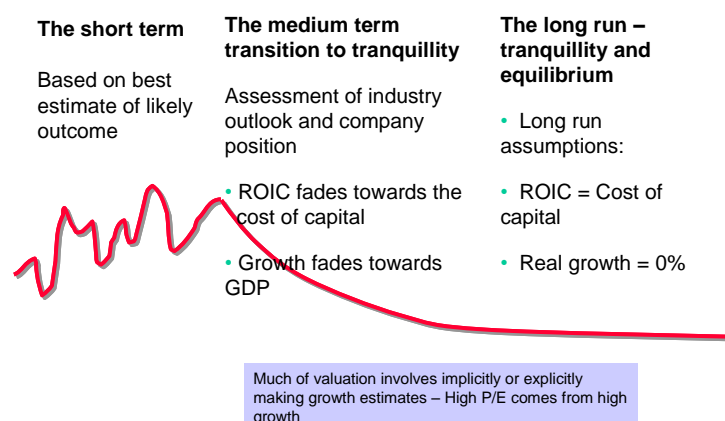 The short term
Based on best
estimate of likely
outcome
The medium term
transition to tranquillity
Assessment of industry
outlook and company
position
• ROIC fades towards the
cost of capital
• Growth fades towards
GDP
The long run –
tranquillity and
equilibrium
• Long run
assumptions:
• ROIC = Cost of
capital
• Real growth = 0%
Much of valuation involves implicitly or explicitly
making growth estimates – High P/E comes from high
growth